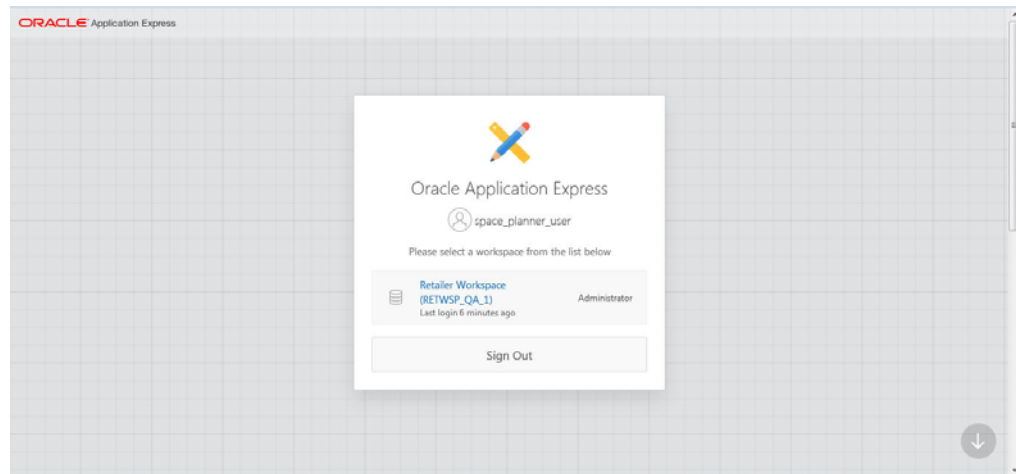 ORACLE Application Express
Oracle Application Express
space_planner_user
Please select a workspace from the list below
Retailer Workspace
(RETWSP_QA_1)
Administrator
Last login 6 minutes ago
Sign Out